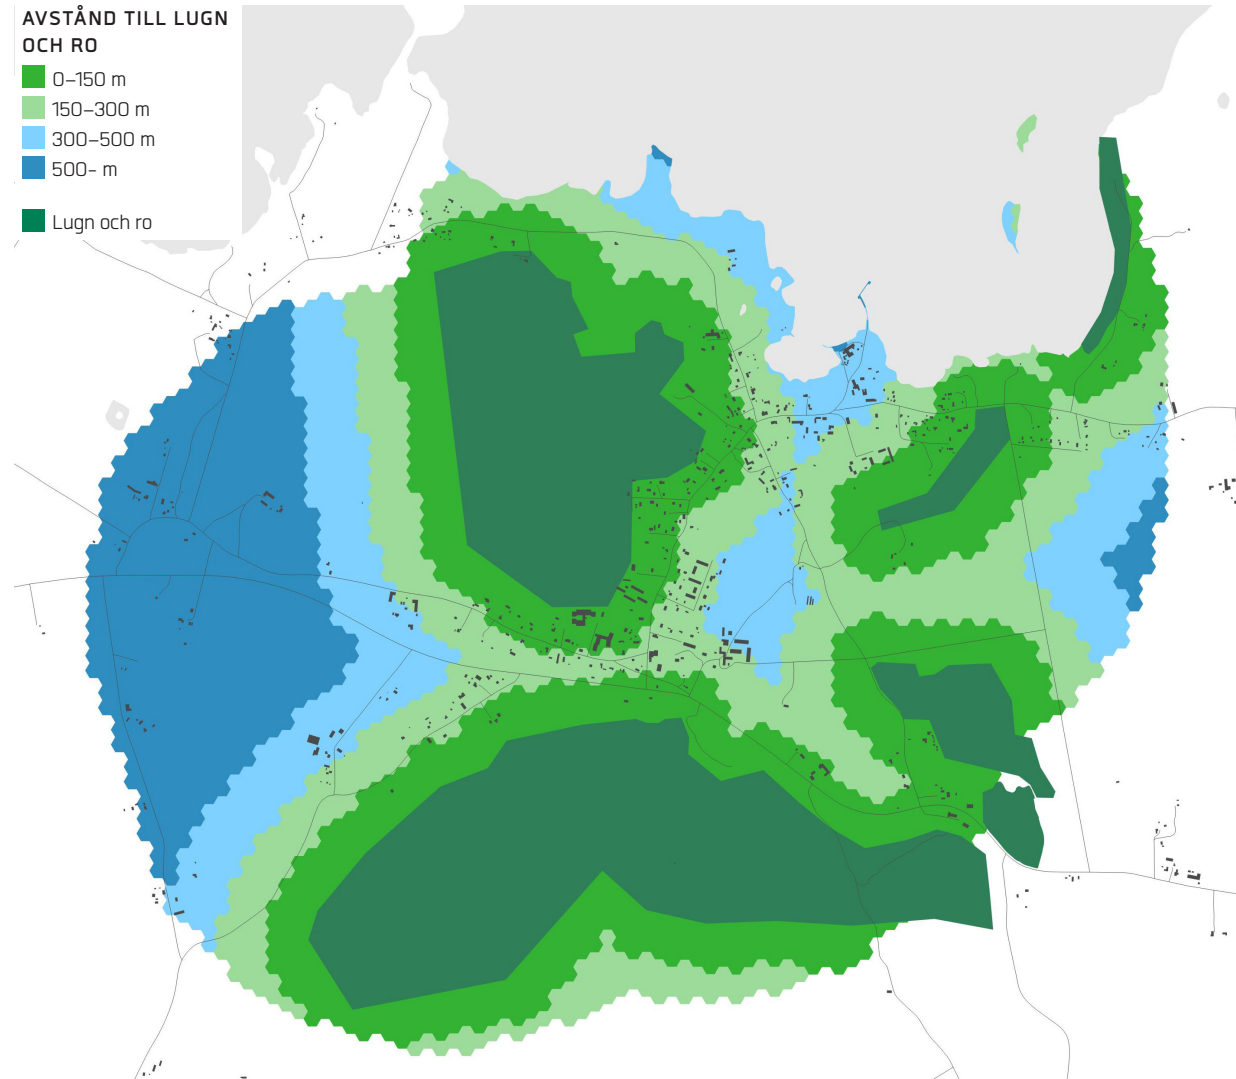 AVSTÅND TILL LUGN
OCH RO
0–150 m
150–300 m
300–500 m
500- m
Lugn och ro